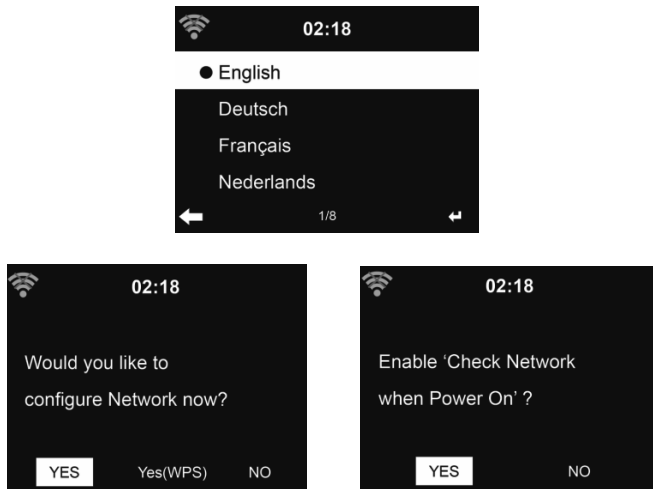 02:18
English
Deutsch
Français
Nederlands
1/8
02:18
Would you like to
configure Network now?
YES Yes(WPS) NO
02:18
Enable ‘Check Network
when Power On’ ?
YES NO